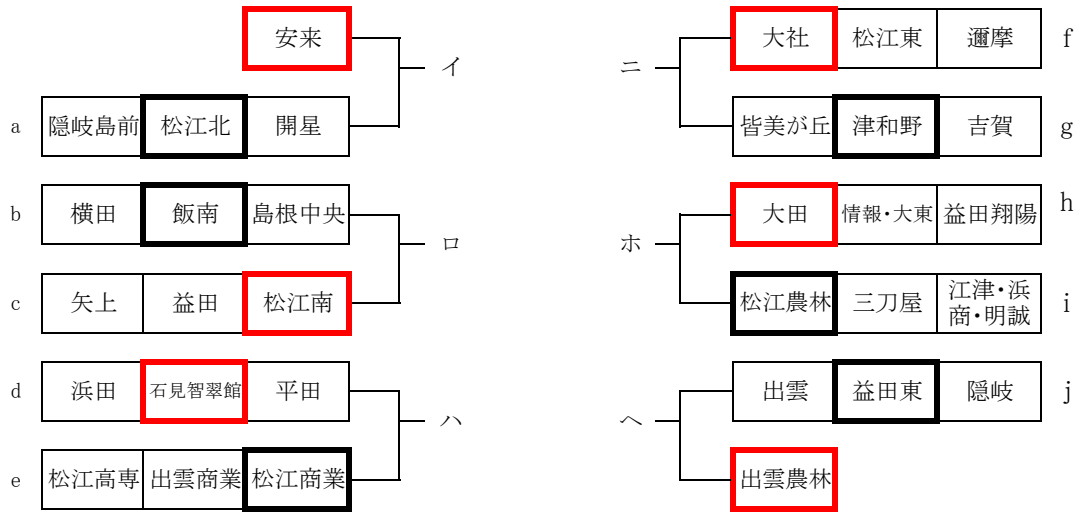 安来
イ
a 隠岐島前 松江北 開星
b 横田 飯南 島根中央
ロ
c 矢上 益田 松江南
d 浜田 石見智翠館 平田
ハ
e 松江高専 出雲商業 松江商業
大社 松江東 邇摩 f
ニ
皆美が丘 津和野 吉賀 g
大田 情報・大東 益田翔陽 h
ホ
松江農林 三刀屋 江津・浜
商・明誠 i
出雲 益田東 隠岐 j
ヘ
出雲農林